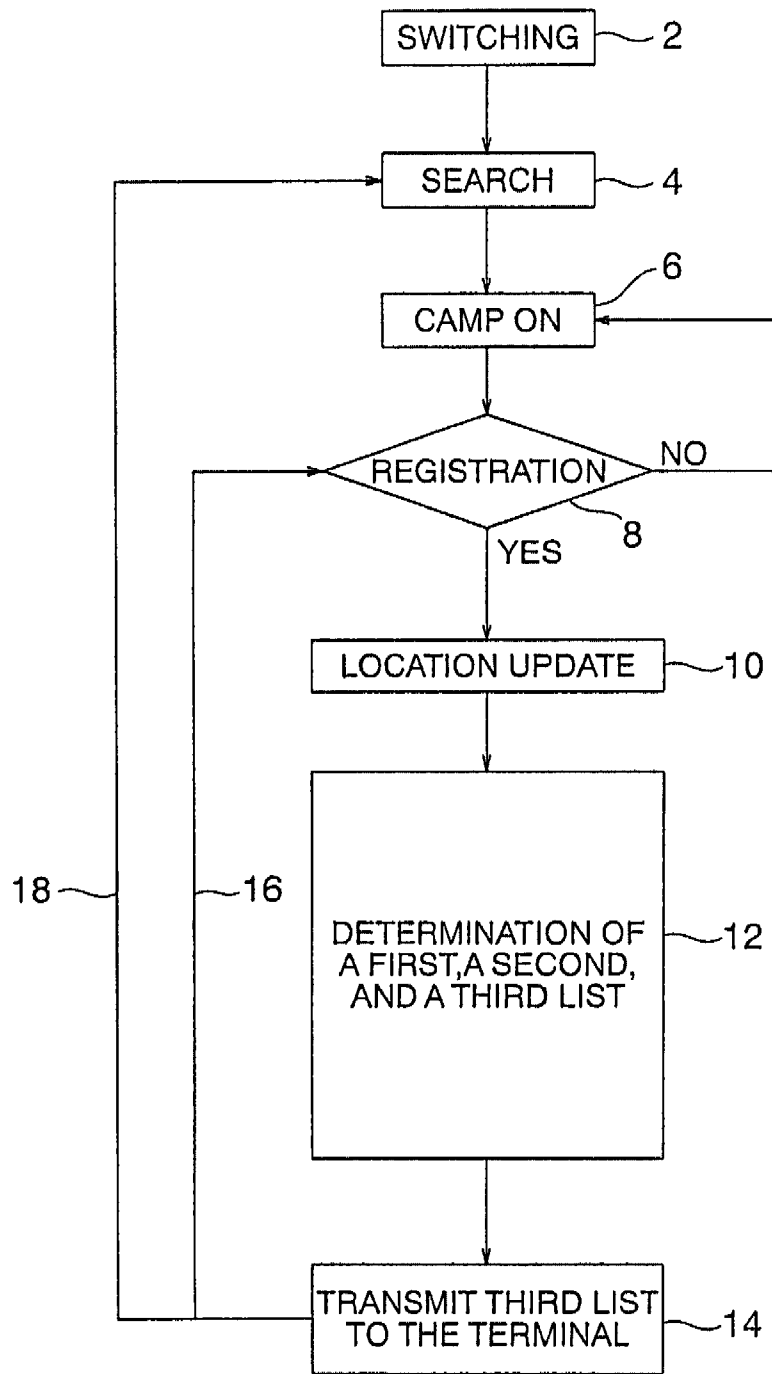 SWITCHING 2
SEARCH 4
6
CAMP ON
REGISTRATION NO
8
YES
LOCATION UPDATE 10
18 16
DETERMINATION OF 12
A FIRST,A SECOND,
AND A THIRD LIST
TRANSMIT THIRD LIST
TO THE TERMINAL 14